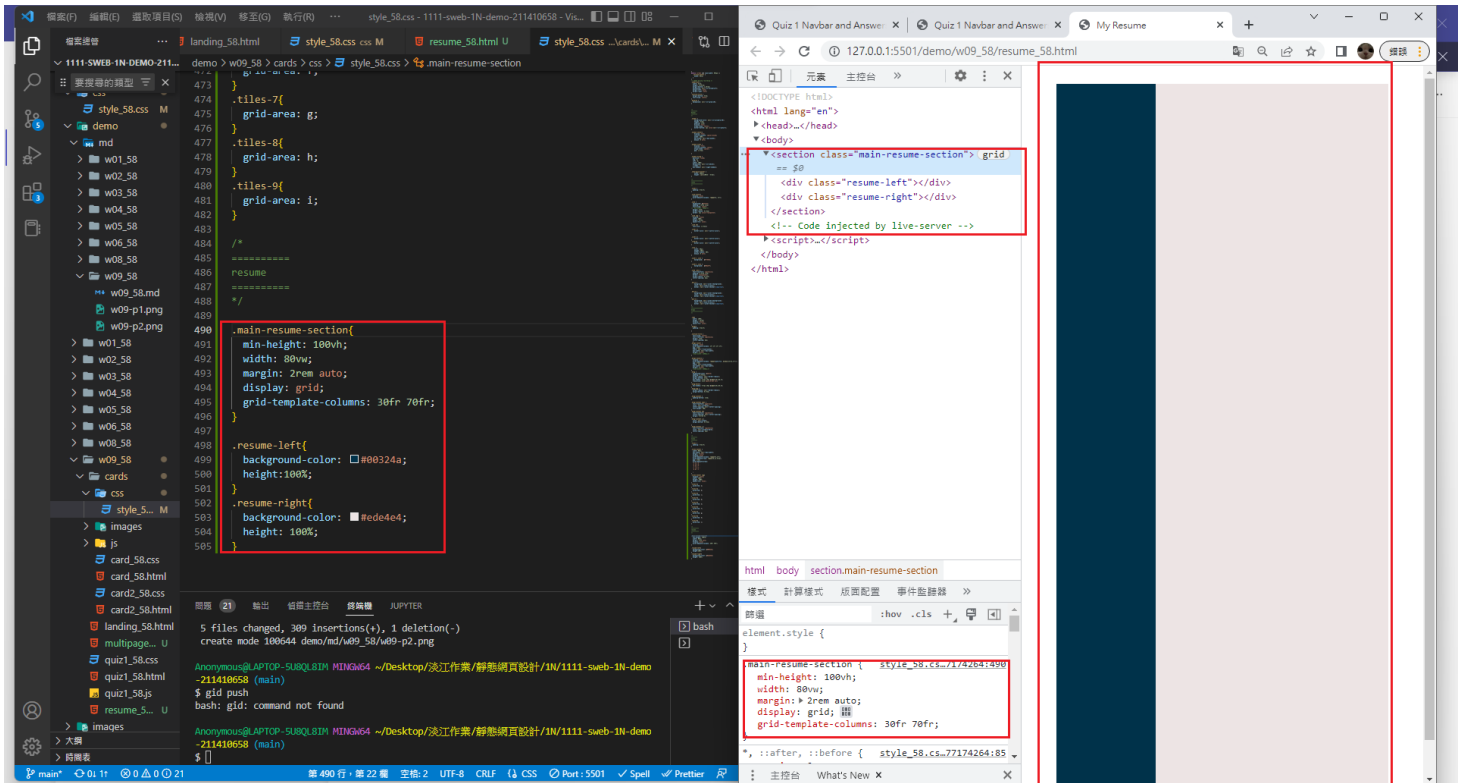 檔案(F) 編輯(E) 選取項目(S) 檢視(V) 移至(G) 執行(R) ··· style_58.css - 1111-sweb-1N-demo-211410658 - Vis...
檔案總管 ···
1111-SWEB-1N-DEMO-211...
要搜尋的類型
css
style_58.css M
demo
md
w01_58
w02_58
w03_58
w04_58
w05_58
w06_58
w08_58
w09_58
w09_58.md
w09-p1.png
w09-p2.png
w01_58
w02_58
w03_58
w04_58
w05_58
w06_58
w08_58
w09_58
cards
css
style_5... M
images
js
card_58.css
card_58.html
card2_58.css
card2_58.html
landing_58.html
multipage... U
quiz1_58.css
quiz1_58.html
quiz1_58.js
resume_5... U
images
大綱
時間表
landing_58.html style_58.css css M resume_58.html U style_58.css ...\cards\... M
demo > w09_58 > cards > css > style_58.css > .main-resume-section
473 }
474 .tiles-7{
475 grid-area: g;
476 }
477 .tiles-8{
478 grid-area: h;
479 }
480 .tiles-9{
481 grid-area: i;
482 }
483
484 /*
485 ==========
486 resume
487 ==========
488 */
489
490 .main-resume-section{
491 min-height: 100vh;
492 width: 80vw;
493 margin: 2rem auto;
494 display: grid;
495 grid-template-columns: 30fr 70fr;
496 }
497
498 .resume-left{
499 background-color: #00324a;
500 height:100%;
501 }
502 .resume-right{
503 background-color: #ede4e4;
504 height: 100%;
505 }
問題 21 輸出 偵錯主控台 終端機 JUPYTER
5 files changed, 309 insertions(+), 1 deletion(-)
create mode 100644 demo/md/w09_58/w09-p2.png
Anonymous@LAPTOP-5U8QL8IM MINGW64 ~/Desktop/淡江作業/靜態網頁設計/1N/1111-sweb-1N-demo
-211410658 (main)
$ gid push
bash: gid: command not found
Anonymous@LAPTOP-5U8QL8IM MINGW64 ~/Desktop/淡江作業/靜態網頁設計/1N/1111-sweb-1N-demo
-211410658 (main)
$
bash
main* 0↓ 1↑ 0 0 0 21 第 490 行，第 22 欄 空格: 2 UTF-8 CRLF CSS Port : 5501 Spell Prettier
Quiz 1 Navbar and Answer Quiz 1 Navbar and Answer My Resume
127.0.0.1:5501/demo/w09_58/resume_58.html
元素 主控台 »
<!DOCTYPE html>
<html lang="en">
<head>…</head>
<body>
<section class="main-resume-section"> grid
== $0
<div class="resume-left"></div>
<div class="resume-right"></div>
</section>
<!-- Code injected by live-server -->
<script>…</script>
</body>
</html>
html body section.main-resume-section
樣式 計算樣式 版面配置 事件監聽器 »
篩選 :hov .cls +
element.style {
}
.main-resume-section { style_58.cs…7174264:490
min-height: 100vh;
width: 80vw;
margin: 2rem auto;
display: grid;
grid-template-columns: 30fr 70fr;
}
*, ::after, ::before { style_58.cs…77174264:85
主控台 What's New